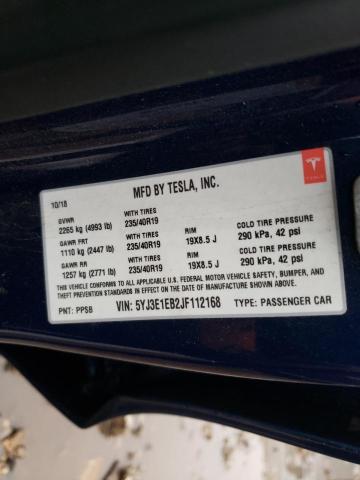 MFD BY TESLA, INC.
TESLA
10/18
GVWR
2265 kg (4993 lb)
WITH TIRES
235/40R19
GAWR FRT
1110 kg (2447 lb)
WITH TIRES
235/40R19
RIM
19X8.5 J
COLD TIRE PRESSURE
290 kPa, 42 psi
GAWR RR
1257 kg (2771 lb)
WITH TIRES
235/40R19
RIM
19X8.5 J
COLD TIRE PRESSURE
290 kPa, 42 psi
THIS VEHICLE CONFORMS TO ALL APPLICABLE U.S. FEDERAL MOTOR VEHICLE SAFETY, BUMPER, AND
THEFT PREVENTION STANDARDS IN EFFECT ON THE DATE OF MANUFACTURE SHOWN ABOVE.
PNT: PPSB
VIN: 5YJ3E1EB2JF112168
TYPE: PASSENGER CAR